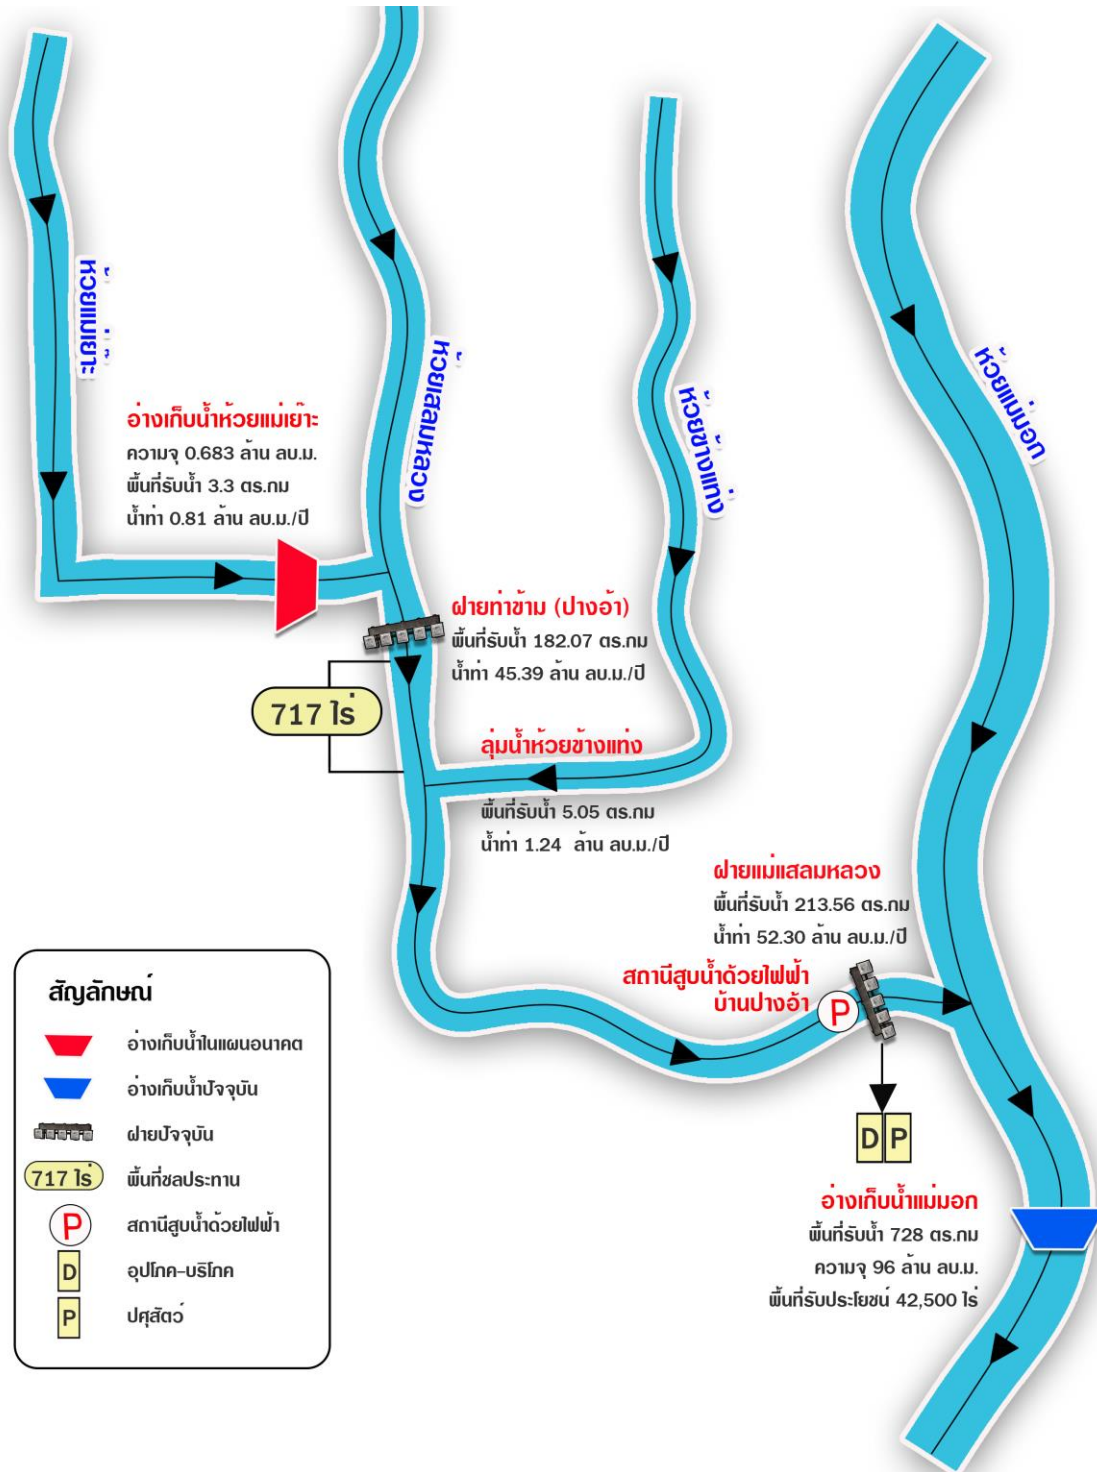 ห้วยแม่เย๊าะ
อ่างเก็บน้ำห้วยแม่เย๊าะ
ความจุ 0.683 ล้าน ลบ.ม.
พื้นที่รับน้ำ 3.3 ตร.กม
น้ำท่า 0.81 ล้าน ลบ.ม./ปี
ห้วยแสลมหลวง
ห้วยข้างแท่ง
ห้วยแม่มอก
ฝายท่าข้าม (ปางอ้า)
พื้นที่รับน้ำ 182.07 ตร.กม
น้ำท่า 45.39 ล้าน ลบ.ม./ปี
717 ไร่
ลุ่มน้ำห้วยข้างแท่ง
พื้นที่รับน้ำ 5.05 ตร.กม
น้ำท่า 1.24 ล้าน ลบ.ม./ปี
ฝายแม่แสลมหลวง
พื้นที่รับน้ำ 213.56 ตร.กม
น้ำท่า 52.30 ล้าน ลบ.ม./ปี
สถานีสูบน้ำด้วยไฟฟ้า
บ้านปางอ้า
P
D P
อ่างเก็บน้ำแม่มอก
พื้นที่รับน้ำ 728 ตร.กม
ความจุ 96 ล้าน ลบ.ม.
พื้นที่รับประโยชน์ 42,500 ไร่
สัญลักษณ์
อ่างเก็บน้ำในแผนอนาคต
อ่างเก็บน้ำปัจจุบัน
ฝายปัจจุบัน
717 ไร่ พื้นที่ชลประทาน
P สถานีสูบน้ำด้วยไฟฟ้า
D อุปโภค-บริโภค
P ปศุสัตว์